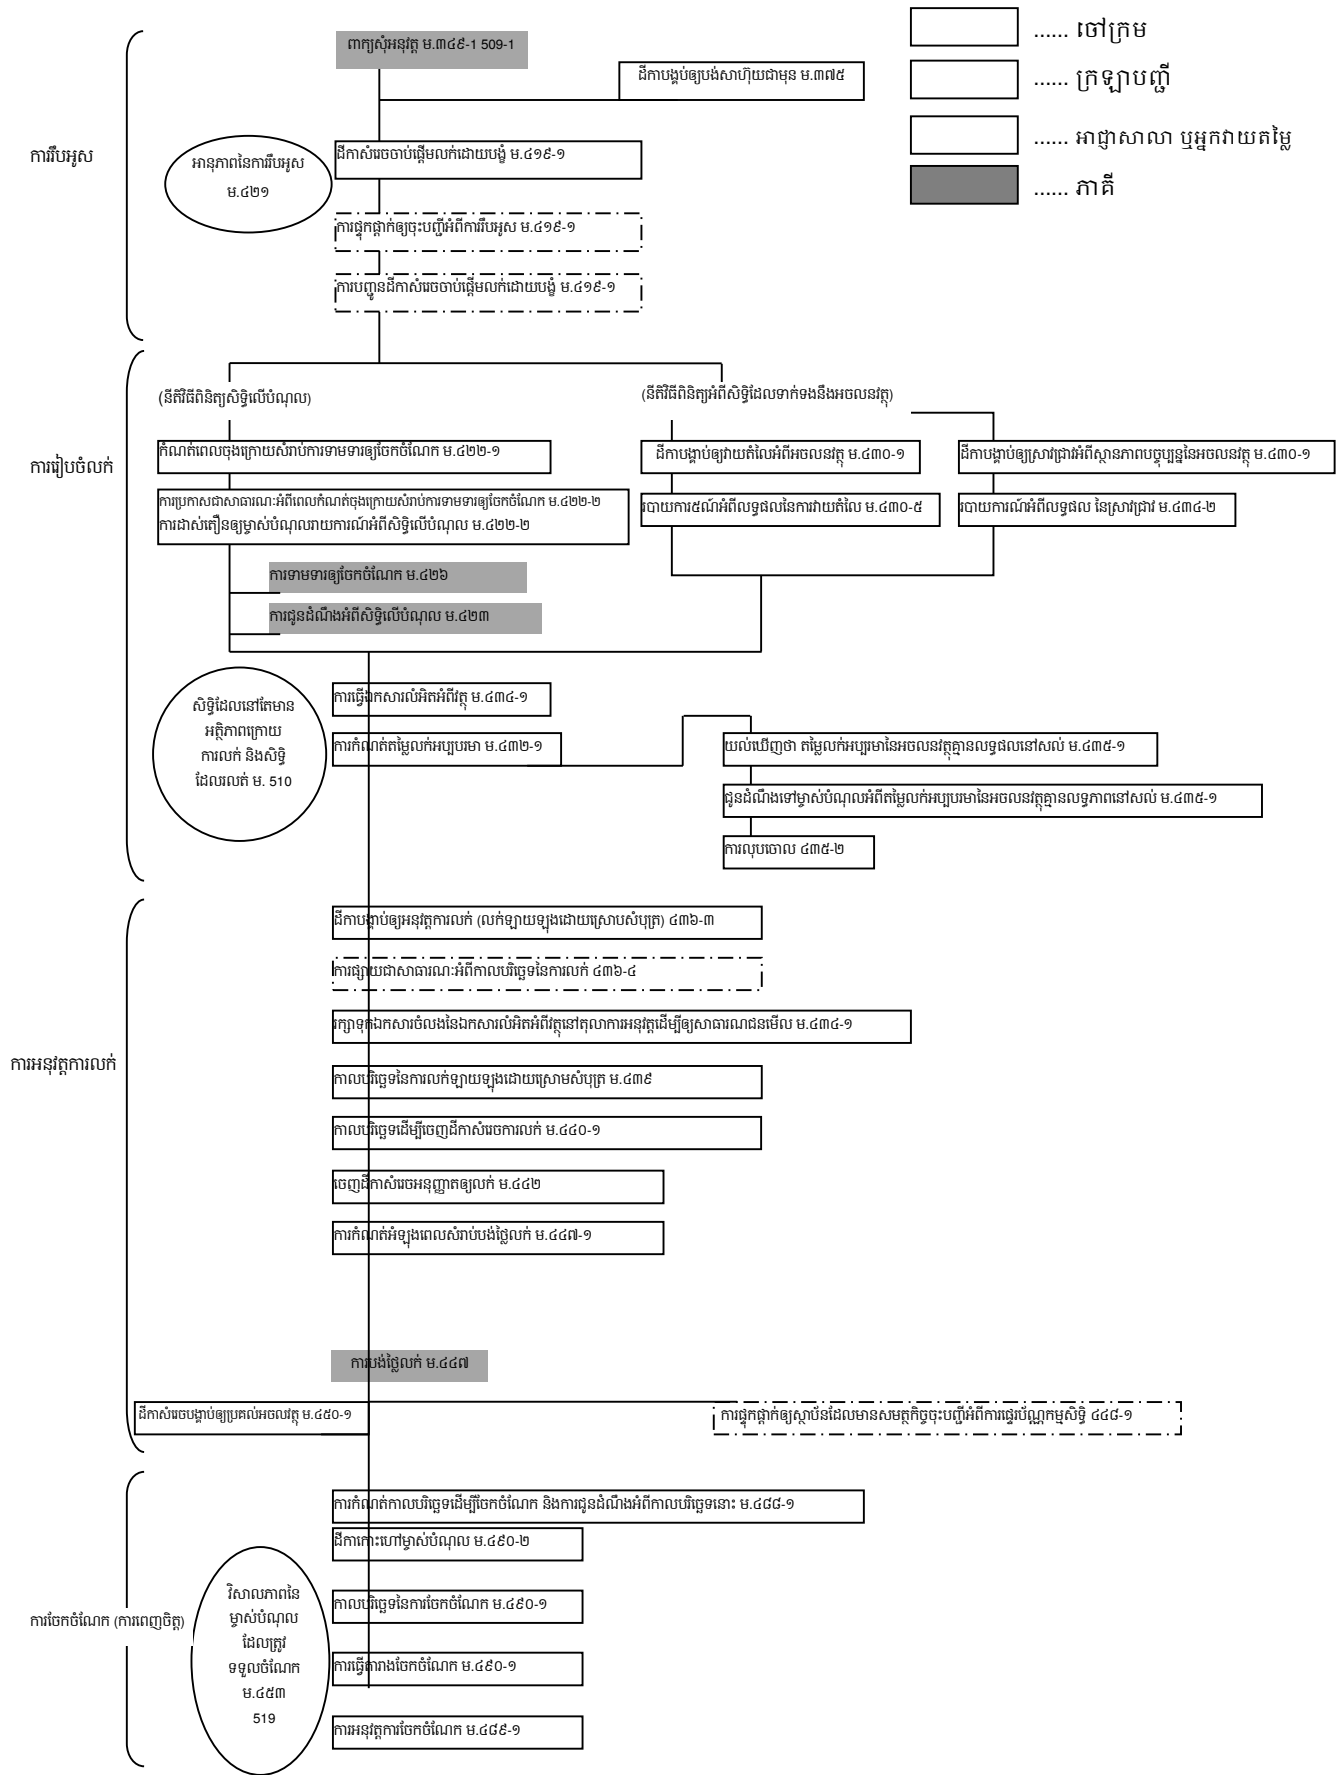 ...... ចៅក្រម
...... ក្រឡាបញ្ជី
...... អាជ្ញាសាលា ឬអ្នកវាយតម្លៃ
...... ភាគី
ការរឹបអូស
ពាក្យសុំអនុវត្ត ម.៣៤៩-1 509-1
ដីកាបង្គប់ឲ្យបង់សាហ៊ុយជាមុន ម.៣៧៥
អានុភាពនៃការរឹបអូស
ម.៤២១
ដីកាសំរេចចាប់ផ្តើមលក់ដោយបង្ខំ ម.៤១៩-១
ការផ្ទុកផ្តាក់ឲ្យចុះបញ្ជីអំពីការរឹបអូស ម.៤១៩-១
ការបញ្ជូនដីកាសំរេចចាប់ផ្តើមលក់ដោយបង្ខំ ម.៤១៩-១
ការរៀបចំលក់
(នីតិវិធីពិនិត្យសិទ្ធិលើបំណុល)
(នីតិវិធីពិនិត្យអំពីសិទ្ធិដែលទាក់ទងនឹងអចលនវត្ថុ)
កំណត់ពេលចុងក្រោយសំរាប់ការទាមទារឲ្យចែកចំណែក ម.៤២២-១
ដីកាបង្គាប់ឲ្យវាយតំលៃអំពីអចលនវត្ថុ ម.៤៣០-១
ដីកាបង្គាប់ឲ្យស្រាវជ្រាវអំពីស្ថានភាពបច្ចុប្បន្ននៃអចលនវត្ថុ ម.៤៣០-១
ការប្រកាសជាសាធារណៈអំពីពេលកំណត់ចុងក្រោយសំរាប់ការទាមទារឲ្យចែកចំណែក ម.៤២២-២
ការដាស់តឿនឲ្យម្ចាស់បំណុលរាយការណ៍អំពីសិទ្ធិលើបំណុល ម.៤២២-២
របាយការ៥ណ៍អំពីលទ្ធផលនៃការវាយតំលៃ ម.៤៣០-៥
របាយការណ៍អំពីលទ្ធផល នៃស្រាវជ្រាវ ម.៤៣៤-២
ការទាមទារឲ្យចែកចំណែក ម.៤២៦
ការជូនដំណឹងអំពីសិទ្ធិលើបំណុល ម.៤២៣
សិទ្ធិដែលនៅតែមាន
អត្ថិភាពក្រោយ
ការលក់ និងសិទ្ធិ
ដែលរលត់ ម. 510
ការធ្វើឯកសារលំអិតអំពីវត្ថុ ម.៤៣៤-១
ការកំណត់តម្លៃលក់អប្បបរមា ម.៤៣២-១
យល់ឃើញថា តម្លៃលក់អប្បរមានៃអចលនវត្ថុគ្មានលទ្ធផលនៅសល់ ម.៤៣៥-១
ជូនដំណឹងទៅម្ចាស់បំណុលអំពីតម្លៃលក់អប្បបរមានៃអចលនវត្ថុគ្មានលទ្ធភាពនៅសល់ ម.៤៣៥-១
ការលុបចោល ៤៣៥-២
ការអនុវត្តការលក់
ដីកាបង្គាប់ឲ្យអនុវត្តការលក់ (លក់ឡាយឡុងដោយស្រោបសំបុត្រ) ៤៣៦-៣
ការផ្សាយជាសាធារណៈអំពីកាលបរិច្ឆេទនៃការលក់ ៤៣៦-៤
រក្សាទុកឯកសារចំលងនៃឯកសារលំអិតអំពីវត្ថុនៅតុលាការអនុវត្តដើម្បីឲ្យសាធារណជនមើល ម.៤៣៤-១
កាលបរិច្ឆេទនៃការលក់ឡាយឡុងដោយស្រោមសំបុត្រ ម.៤៣៩
កាលបរិច្ឆេទដើម្បីចេញដីកាសំរេចការលក់ ម.៤៤០-១
ចេញដីកាសំរេចអនុញ្ញាតឲ្យលក់ ម.៤៤២
ការកំណត់អំឡុងពេលសំរាប់បង់ថ្លៃលក់ ម.៤៤៧-១
ការបង់ថ្លៃលក់ ម.៤៤៧
ដីកាសំរេចបង្គាប់ឲ្យប្រគល់អចលវត្ថុ ម.៤៥០-១
ការផ្ទុកផ្តាក់ឲ្យស្ថាប័នដែលមានសមត្ថកិច្ចចុះបញ្ជីអំពីការផ្ទេរប័ណ្ណកម្មសិទ្ធិ ៤៤៨-១
ការកំណត់កាលបរិច្ឆេទដើម្បីចែកចំណែក និងការជូនដំណឹងអំពីកាលបរិច្ឆេទនោះ ម.៤៨៨-១
ដីកាកោះហៅម្ចាស់បំណុល ម.៤៩០-២
ការចែកចំណែក (ការពេញចិត្ត)
វិសាលភាពនៃ
ម្ចាស់បំណុល
ដែលត្រូវ
ទទួលចំណែក
ម.៤៥៣
519
កាលបរិច្ឆេទនៃការចែកចំណែក ម.៤៩០-១
ការធ្វើតារាងចែកចំណែក ម.៤៩០-១
ការអនុវត្តការចែកចំណែក ម.៤៨៩-១